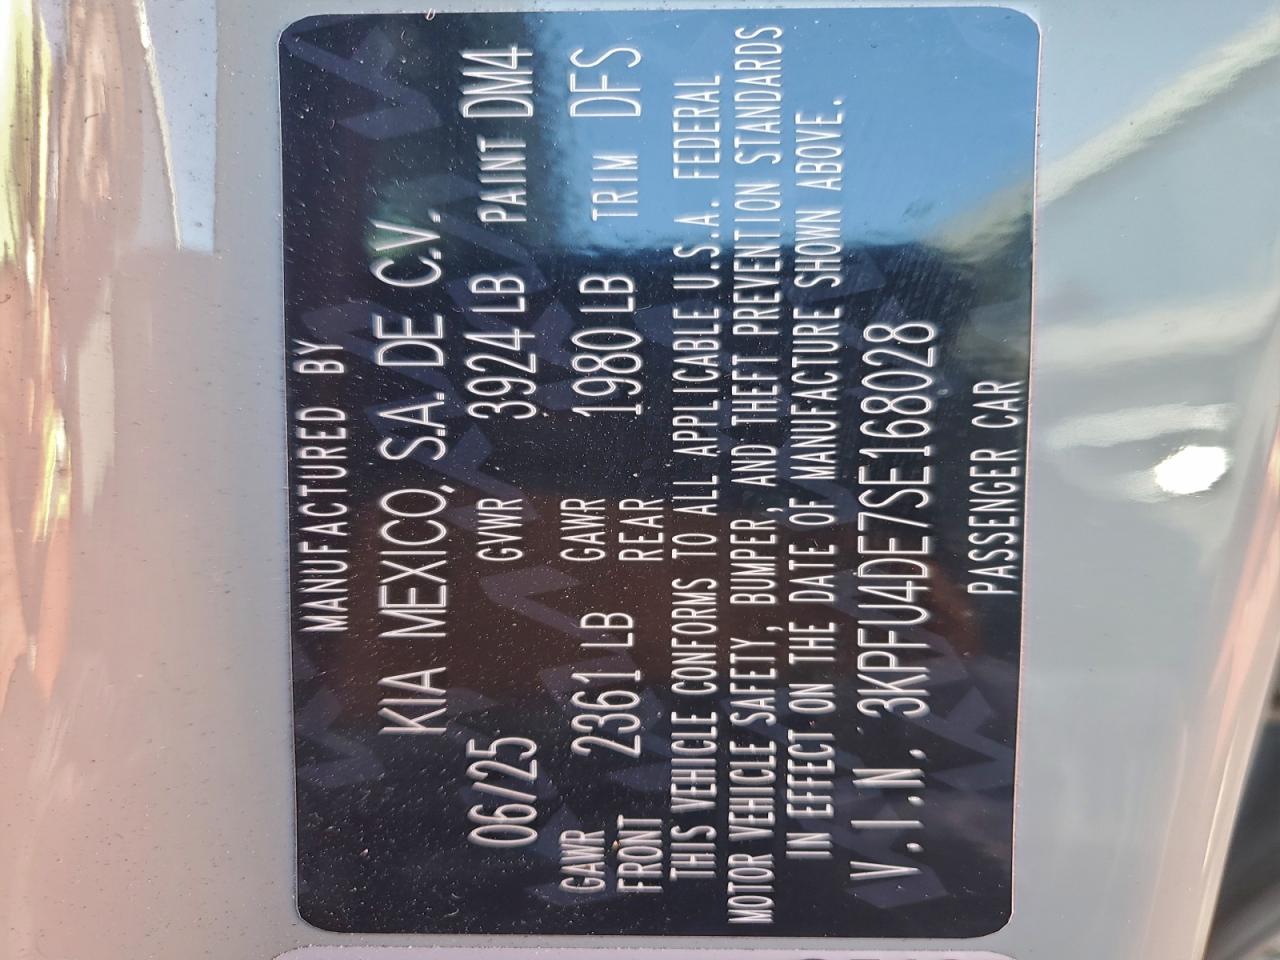 MANUFACTURED BY
KIA MEXICO, S.A. DE C.V.
06/25 GVWR 3924 LB PAINT DM4
GAWR FRONT 2361 LB GAWR REAR 1980 LB TRIM DFS
THIS VEHICLE CONFORMS TO ALL APPLICABLE U.S.A. FEDERAL
MOTOR VEHICLE SAFETY, BUMPER, AND THEFT PREVENTION STANDARDS
IN EFFECT ON THE DATE OF MANUFACTURE SHOWN ABOVE.
V.I.N. 3KPFU4DE7SE168028
PASSENGER CAR